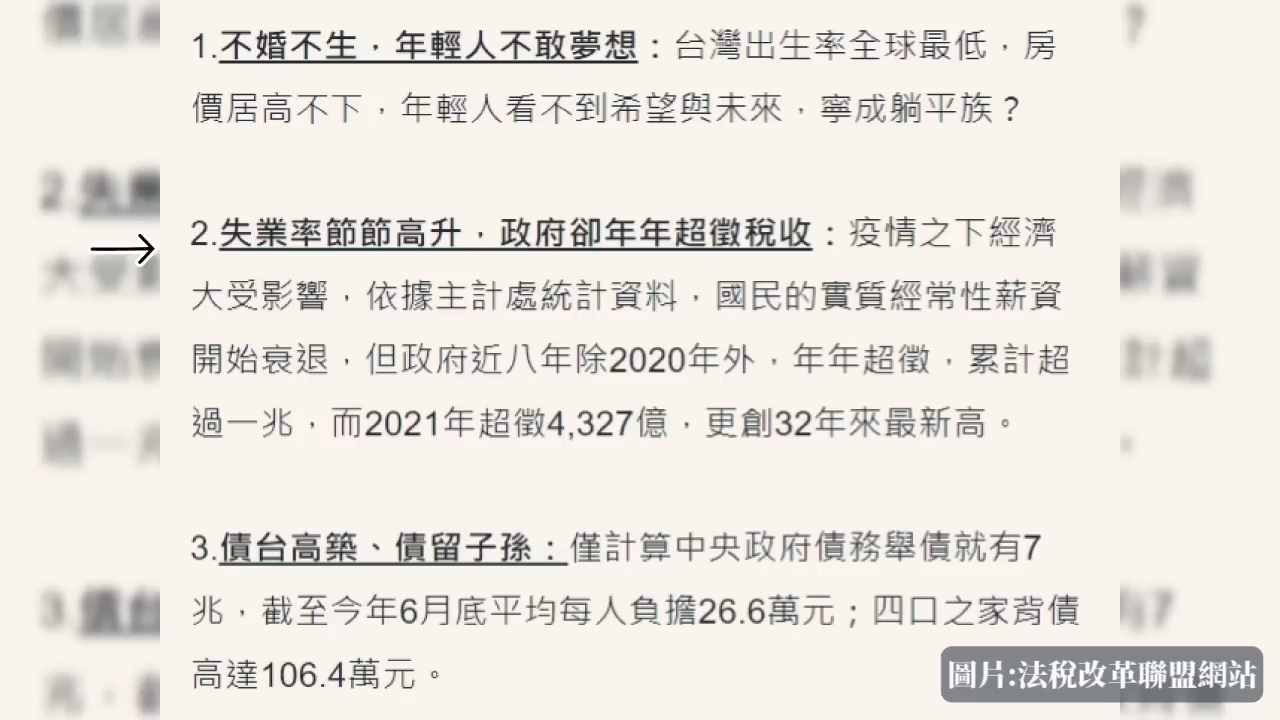 1.不婚不生，年輕人不敢夢想：台灣出生率全球最低，房
價居高不下，年輕人看不到希望與未來，寧成躺平族？
2.失業率節節高升，政府卻年年超徵稅收：疫情之下經濟
大受影響，依據主計處統計資料，國民的實質經常性薪資
開始衰退，但政府近八年除2020年外，年年超徵，累計超
過一兆，而2021年超徵4,327億，更創32年來最新高。
3.債台高築、債留子孫：僅計算中央政府債務舉債就有7
兆，截至今年6月底平均每人負擔26.6萬元；四口之家背債
高達106.4萬元。
圖片:法稅改革聯盟網站